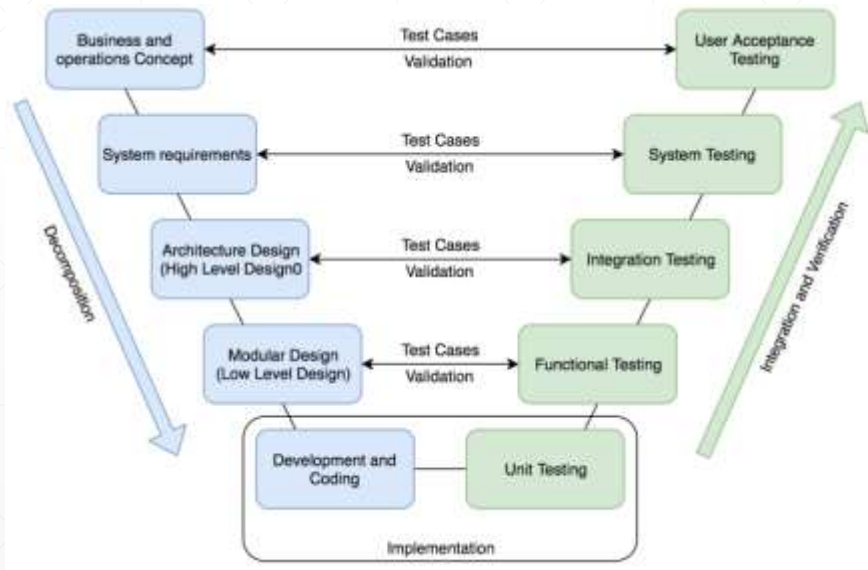 Business and
operations Concept
Test Cases
Validation
User Acceptance
Testing
System requirements
Test Cases
Validation
System Testing
Decomposition
Architecture Design
(High Level Design0
Test Cases
Validation
Integration Testing
Integration and Verification
Modular Design
(Low Level Design)
Test Cases
Validation
Functional Testing
Development and
Coding
Unit Testing
Implementation